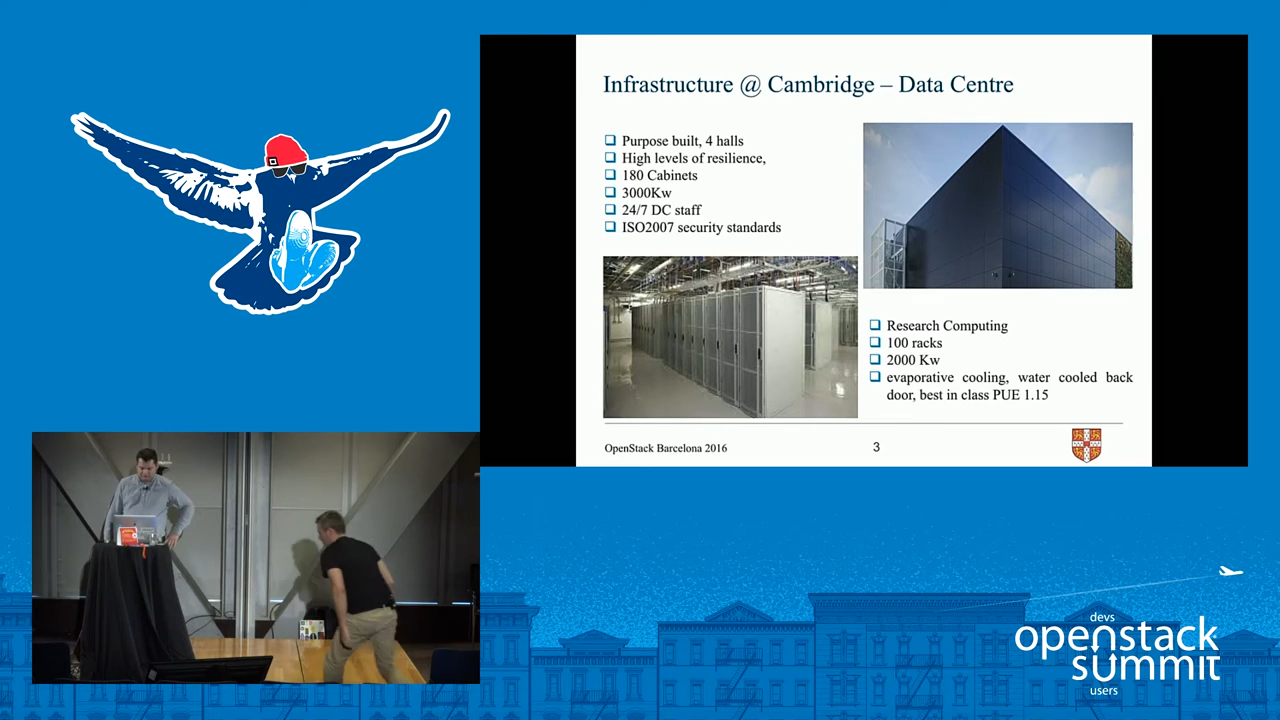 Infrastructure @ Cambridge – Data Centre
Purpose built, 4 halls
High levels of resilience,
180 Cabinets
3000Kw
24/7 DC staff
ISO2007 security standards
Research Computing
100 racks
2000 Kw
evaporative cooling, water cooled back
door, best in class PUE 1.15
OpenStack Barcelona 2016
3
devs
openstack
summit
users